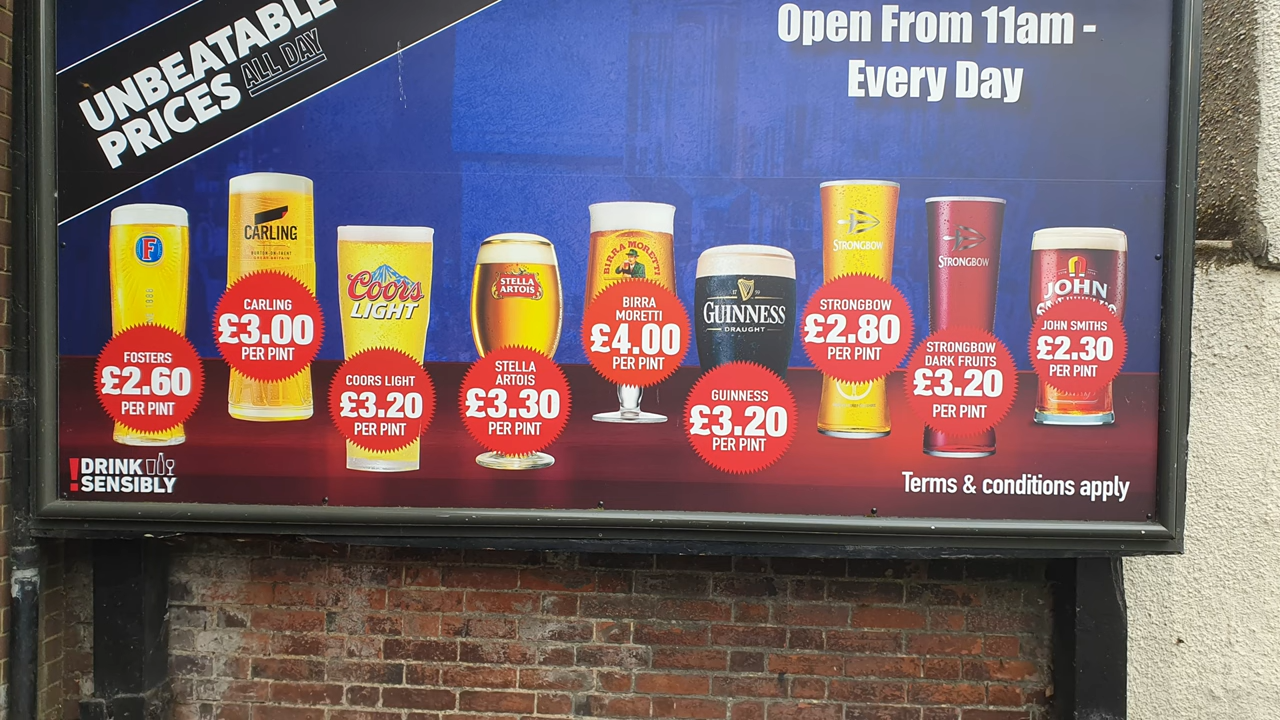 UNBEATABLE
PRICES ALL DAY
Open From 11am -
Every Day
F
CARLING
Coors
LIGHT
STELLA
ARTOIS
BIRRA MORETTI
17 59
GUINNESS
DRAUGHT
STRONGBOW
STRONGBOW
JOHN
FOSTERS
£2.60
PER PINT
CARLING
£3.00
PER PINT
COORS LIGHT
£3.20
PER PINT
STELLA
ARTOIS
£3.30
PER PINT
BIRRA
MORETTI
£4.00
PER PINT
GUINNESS
£3.20
PER PINT
STRONGBOW
£2.80
PER PINT
STRONGBOW
DARK FRUITS
£3.20
PER PINT
JOHN SMITHS
£2.30
PER PINT
!DRINK
SENSIBLY
Terms & conditions apply